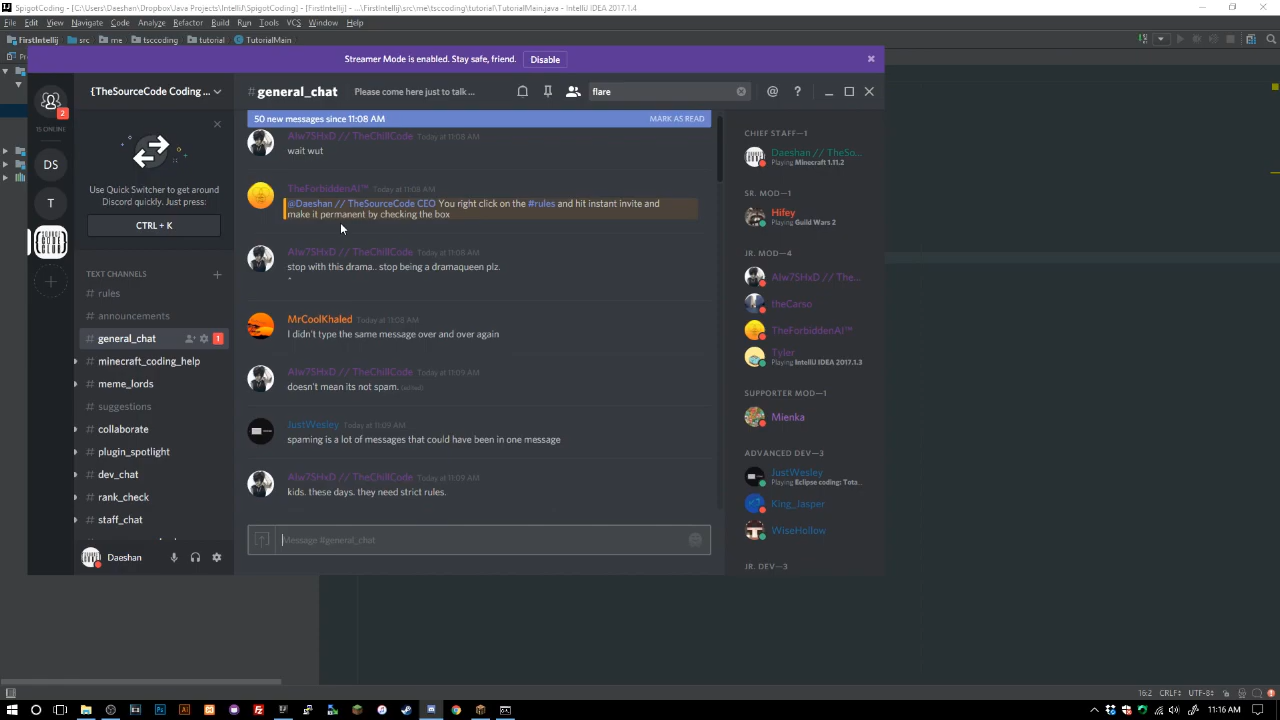 SpigotCoding - [C:\Users\Daeshan\Dropbox\Java Projects\IntelliJ\SpigotCoding] - [FirstIntellij] - ...\FirstIntellij\src\me\tsccoding\tutorial\TutorialMain.java - IntelliJ IDEA 2017.1.4
File Edit View Navigate Code Analyze Refactor Build Run Tools VCS Window Help
FirstIntellij src me tsccoding tutorial TutorialMain
Streamer Mode is enabled. Stay safe, friend. Disable
{TheSourceCode Coding ...
# general_chat Please come here just to talk ... flare
2
15 ONLINE
DS
T
Use Quick Switcher to get around
Discord quickly. Just press:
CTRL + K
TEXT CHANNELS
# rules
# announcements
# general_chat 1
# minecraft_coding_help
# meme_lords
# suggestions
# collaborate
# plugin_spotlight
# dev_chat
# rank_check
# staff_chat
Daeshan
50 new messages since 11:08 AM MARK AS READ
Alw7SHxD // TheChillCode Today at 11:08 AM
wait wut
TheForbiddenAI™ Today at 11:08 AM
@Daeshan // TheSourceCode CEO You right click on the #rules and hit instant invite and
make it permanent by checking the box
Alw7SHxD // TheChillCode Today at 11:08 AM
stop with this drama.. stop being a dramaqueen plz.
^
MrCoolKhaled Today at 11:08 AM
I didn't type the same message over and over again
Alw7SHxD // TheChillCode Today at 11:09 AM
doesn't mean its not spam. (edited)
JustWesley Today at 11:09 AM
spaming is a lot of messages that could have been in one message
Alw7SHxD // TheChillCode Today at 11:09 AM
kids. these days. they need strict rules.
Message #general_chat
CHIEF STAFF—1
Daeshan // TheSo...
Playing Minecraft 1.11.2
SR. MOD—1
Hifey
Playing Guild Wars 2
JR. MOD—4
Alw7SHxD // The...
theCarso
TheForbiddenAI™
Tyler
Playing IntelliJ IDEA 2017.1.3
SUPPORTER MOD—1
Mienka
ADVANCED DEV—3
JustWesley
Playing Eclipse coding: Tota...
King_Jasper
WiseHollow
JR. DEV—3
16:2 CRLF÷ UTF-8÷
11:16 AM